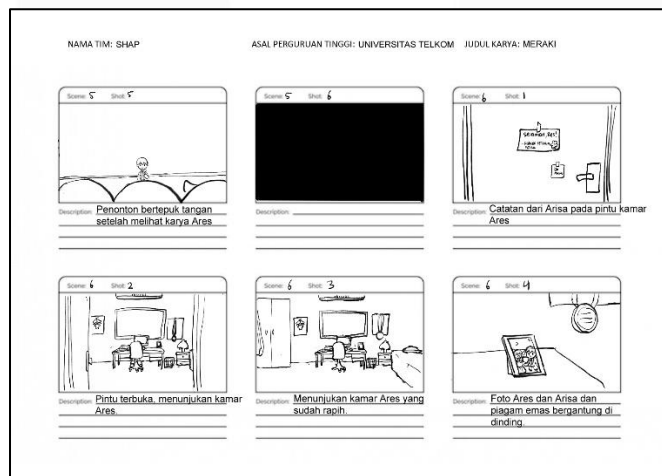 NAMA TIM: SHAP ASAL PERGURUAN TINGGI: UNIVERSITAS TELKOM JUDUL KARYA: MERAKI
Scene: 5 Shot: 5
Scene: 5 Shot: 6
Scene: 6 Shot: 1
Description: Penonton bertepuk tangan
setelah melihat karya Ares
Description:
Description: Catatan dari Arisa pada pintu kamar
Ares
Scene: 6 Shot: 2
Scene: 6 Shot: 3
Scene: 6 Shot: 4
Description: Pintu terbuka, menunjukan kamar
Ares.
Description: Menunjukan kamar Ares yang
sudah rapih.
Description: Foto Ares dan Arisa dan
piagam emas bergantung di
dinding.